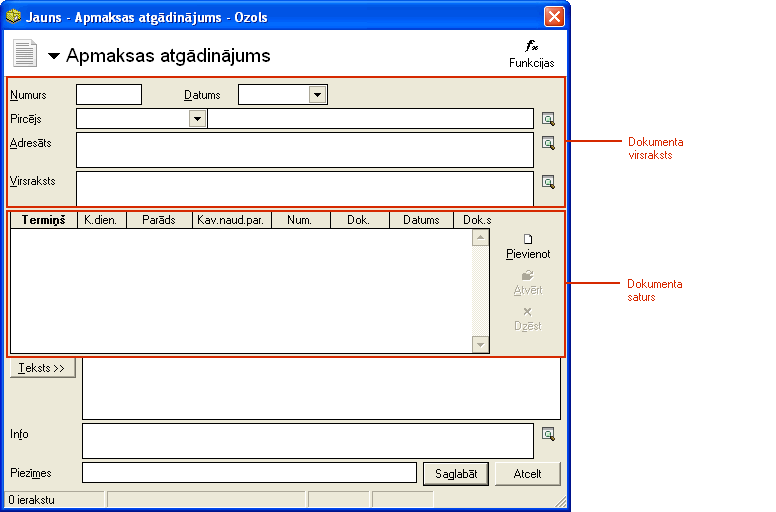 Jauns - Apmaksas atgādinājums - Ozols
Apmaksas atgādinājums
fx
Funkcijas
Numurs
Datums
Pircējs
Adresāts
Virsraksts
Dokumenta
virsraksts
Termiņš K.dien. Parāds Kav.naud.par. Num. Dok. Datums Dok.s
Pievienot
Atvērt
Dzēst
Dokumenta
saturs
Teksts >>
Info
Piezīmes
Saglabāt
Atcelt
0 ierakstu